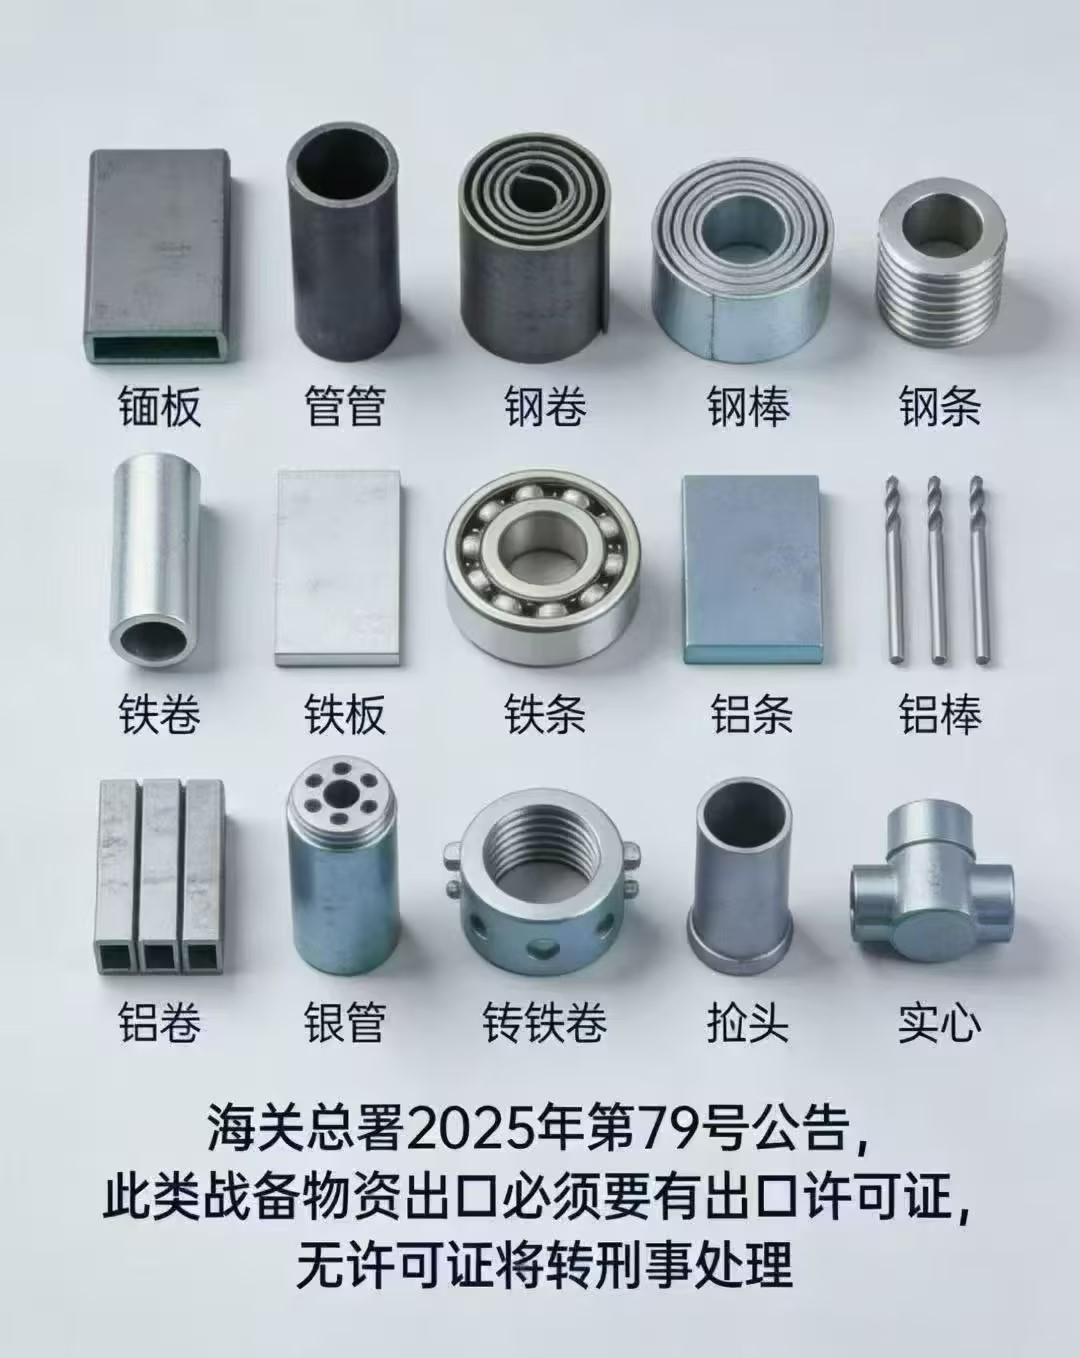 锸板
管管
钢卷
钢棒
钢条
铁卷
铁板
铁条
铝条
铝棒
铝卷
银管
铸铁卷
捡头
实心
海关总署2025年第79号公告,
此类战备物资出口必须要有出口许可证,
无许可证将转刑事处理